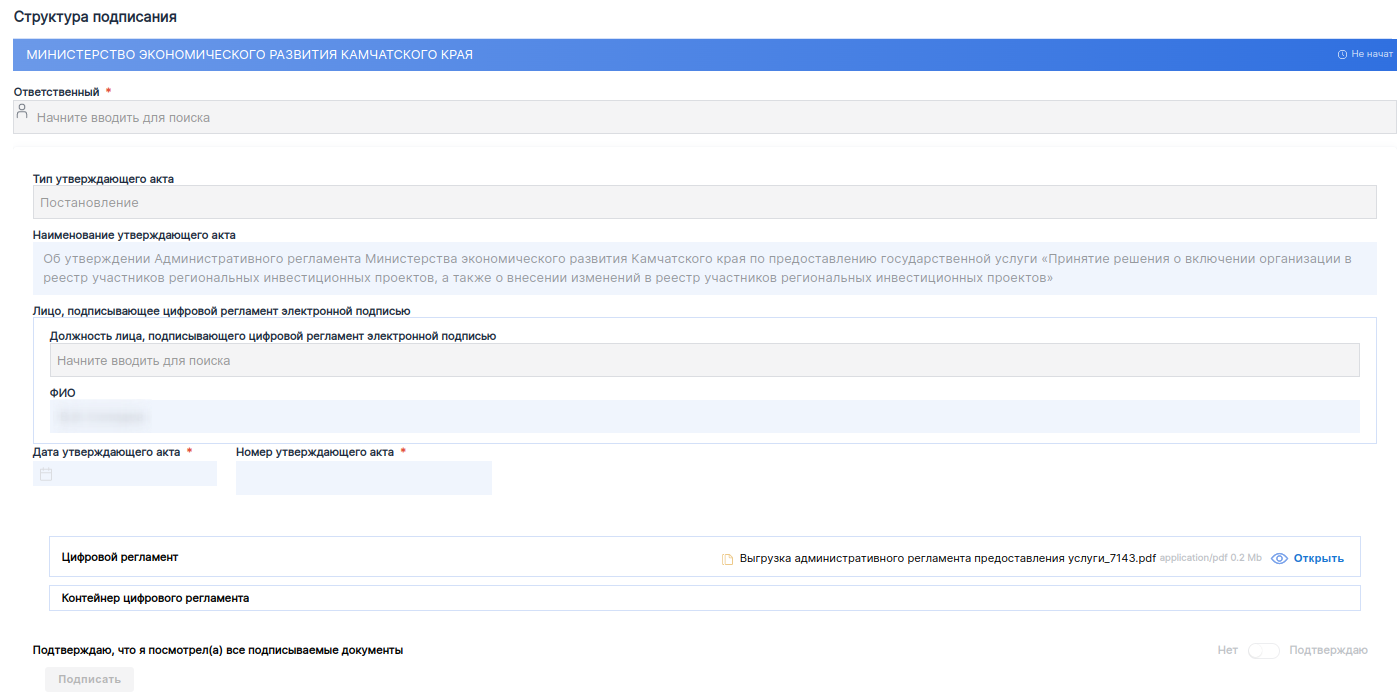 Структура подписания
МИНИСТЕРСТВО ЭКОНОМИЧЕСКОГО РАЗВИТИЯ КАМЧАТСКОГО КРАЯ
Не начат
Ответственный *
Начните вводить для поиска
Тип утверждающего акта
Постановление
Наименование утверждающего акта
Об утверждении Административного регламента Министерства экономического развития Камчатского края по предоставлению государственной услуги «Принятие решения о включении организации в
реестр участников региональных инвестиционных проектов, а также о внесении изменений в реестр участников региональных инвестиционных проектов»
Лицо, подписывающее цифровой регламент электронной подписью
Должность лица, подписывающего цифровой регламент электронной подписью
Начните вводить для поиска
ФИО
Дата утверждающего акта * Номер утверждающего акта *
Цифровой регламент Выгрузка административного регламента предоставления услуги_7143.pdf application/pdf 0.2 Mb Открыть
Контейнер цифрового регламента
Подтверждаю, что я посмотрел(а) все подписываемые документы Нет Подтверждаю
Подписать